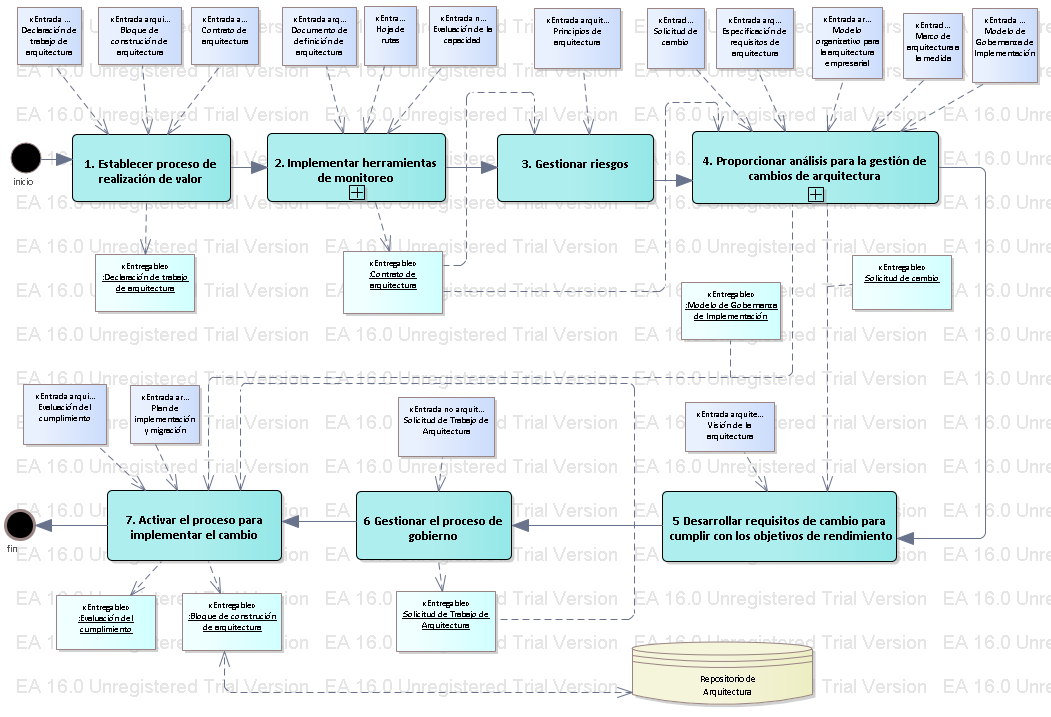 «Entrada ...
Declaración de
trabajo de
arquitectura
«Entrada arqui...
Bloque de
construción de
arquitectura
«Entrada a...
Contrato de
arquitectura
«Entrada arq...
Documento de
definición de
arquitectura
«Entra...
Hoja de
rutas
«Entrada n...
Evaluación de la
capacidad
«Entrada arquit...
Principios de
arquitectura
«Entrada ...
Solicitud de
cambio
«Entrada arq...
Especificación de
requisitos de
arquitectura
«Entrada ar...
Modelo
organizativo para
la arquitectura
empresarial
«Entrad...
Marco de
arquitectura a
la medida
«Entrada ...
Modelo de
Gobernanza de
Implementación
inicio
1. Establecer proceso de
realización de valor
2. Implementar herramientas
de monitoreo
3. Gestionar riesgos
4. Proporcionar análisis para la gestión de
cambios de arquitectura
«Entregable»
:Declaración de trabajo
de arquitectura
«Entregable»
:Contrato de
arquitectura
«Entregable»
:Modelo de Gobernanza
de Implementación
«Entregable»
:Solicitud de cambio
«Entrada arqui...
Evaluación del
cumplimiento
«Entrada ar...
Plan de
implementación
y migración
«Entrada no arquit...
Solicitud de Trabajo de
Arquitectura
«Entrada arquite...
Visión de la
arquitectura
fin
7. Activar el proceso para
implementar el cambio
6 Gestionar el proceso de
gobierno
5 Desarrollar requisitos de cambio para
cumplir con los objetivos de rendimiento
«Entregable»
:Evaluación del
cumplimiento
«Entregable»
:Bloque de construción
de arquitectura
«Entregable»
:Solicitud de Trabajo de
Arquitectura
Repositorio de
Arquitectura
EA 16.0 Unregistered Trial Version